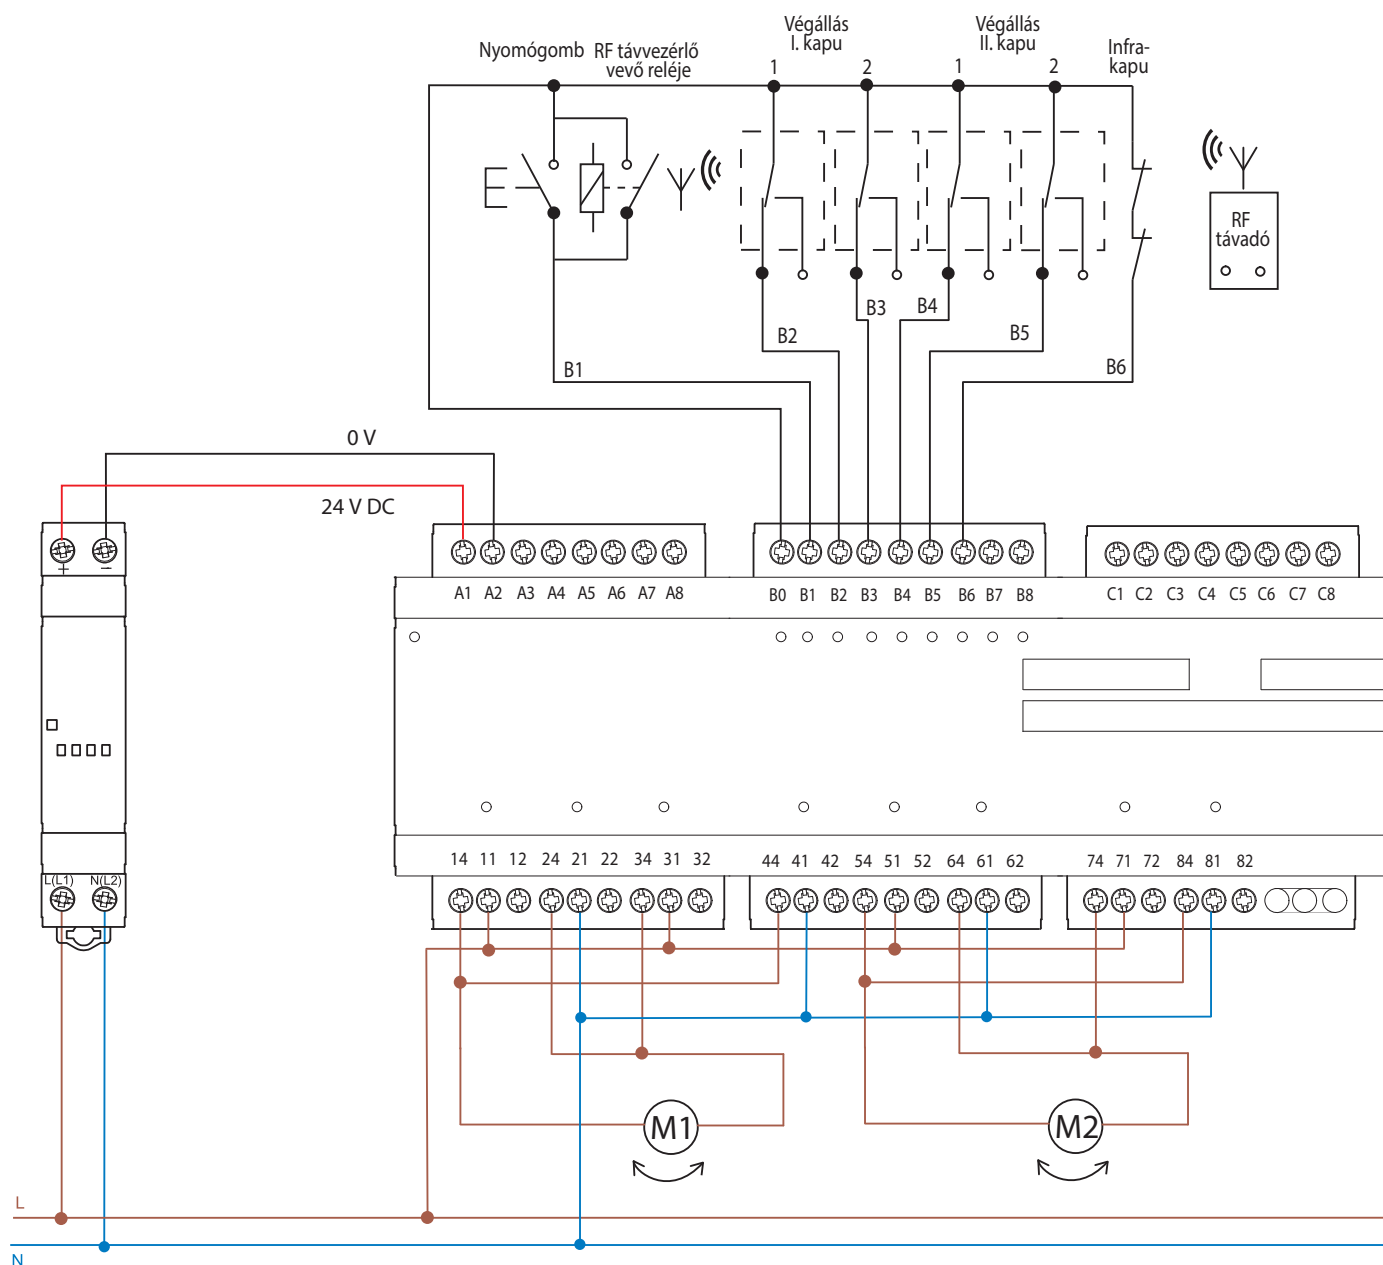 Nyomógomb
RF távvezérlő
vevő reléje
Végállás
I. kapu
1 2
Végállás
II. kapu
1 2
Infra-
kapu
RF
távadó
B1
B2
B3
B4
B5
B6
0 V
24 V DC
+ –
A1 A2 A3 A4 A5 A6 A7 A8
B0 B1 B2 B3 B4 B5 B6 B7 B8
C1 C2 C3 C4 C5 C6 C7 C8
14 11 12 24 21 22 34 31 32
44 41 42 54 51 52 64 61 62
74 71 72 84 81 82
L(L1) N(L2)
M1
M2
L
N